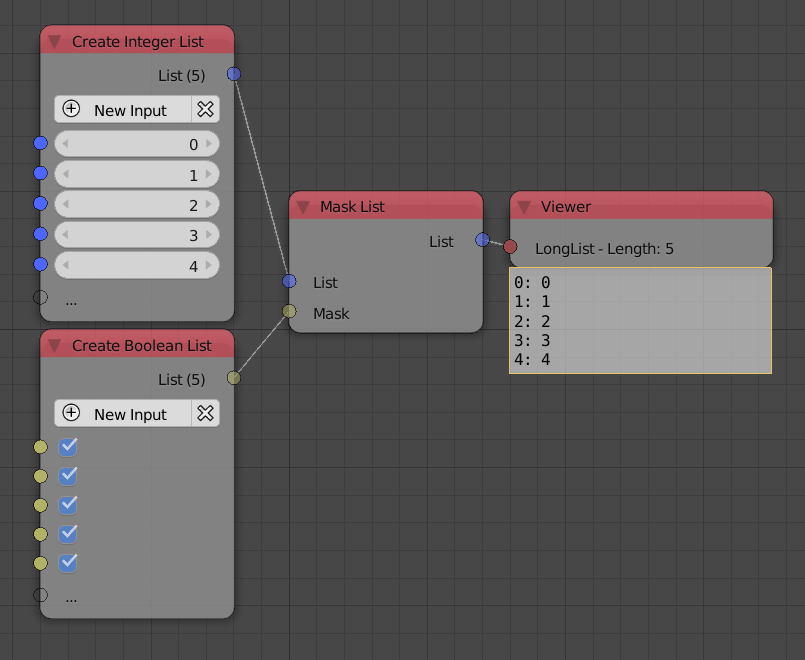 Create Integer List
List (5)
New Input
0
1
2
3
4
...
Create Boolean List
List (5)
New Input
...
Mask List
List
List
Mask
Viewer
LongList - Length: 5
0: 0
1: 1
2: 2
3: 3
4: 4